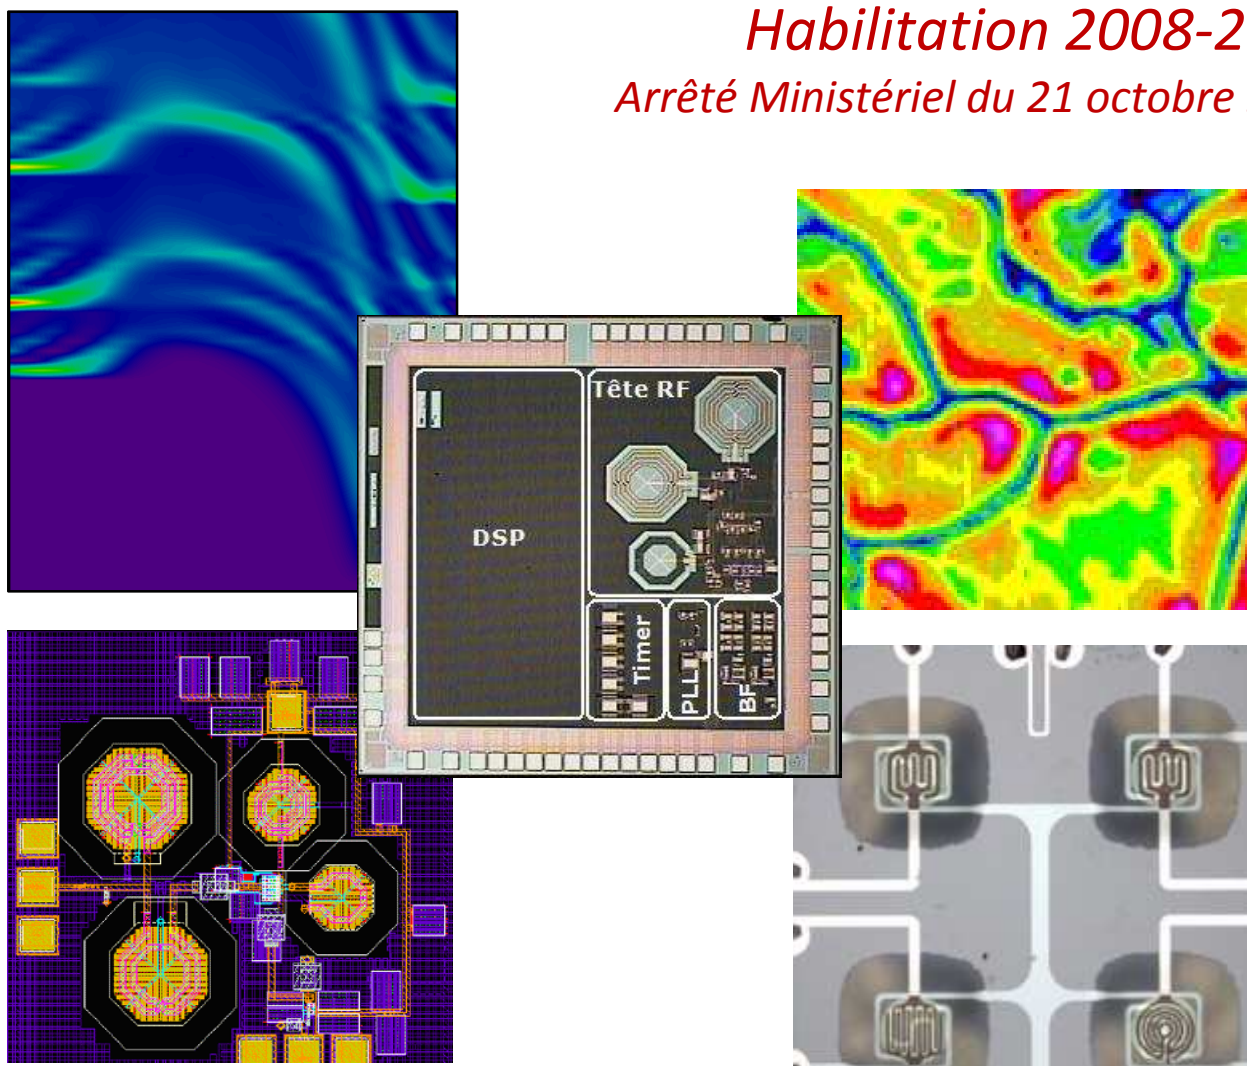 Habilitation 2008-2
Arrêté Ministériel du 21 octobre
Tête RF
DSP
Timer
PLL
BF